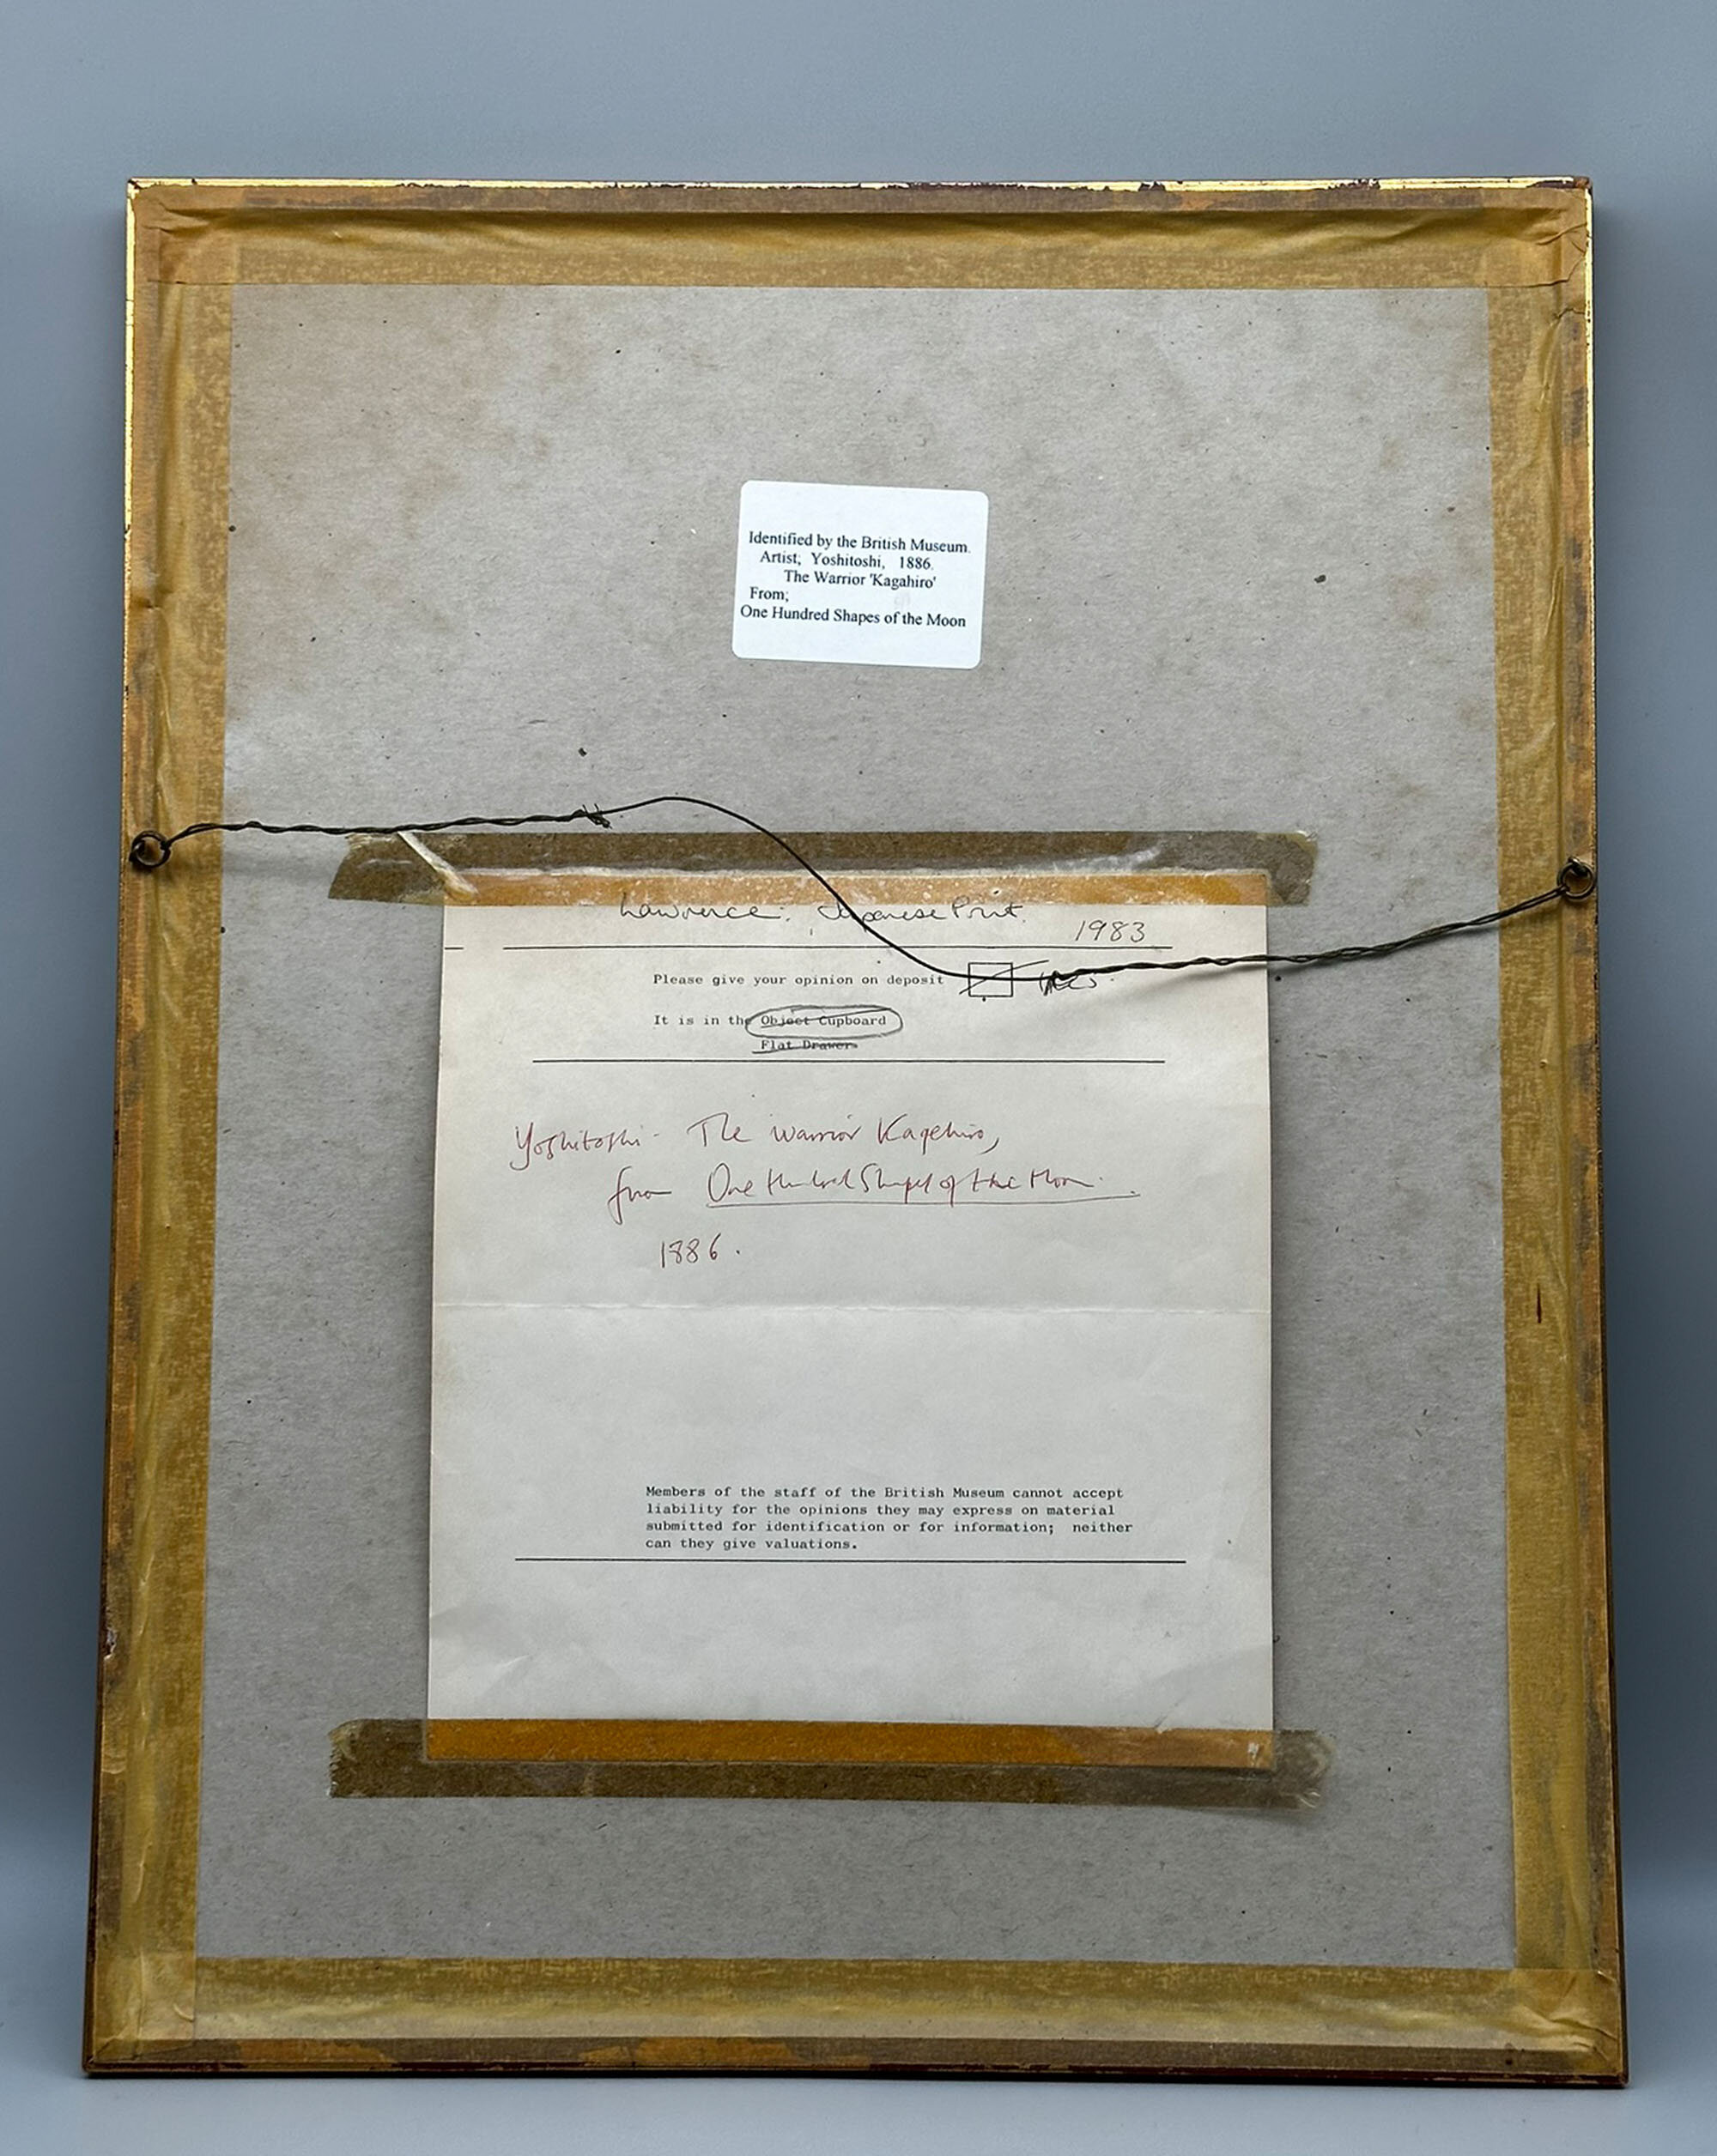 Identified by the British Museum.
Artist; Yoshitoshi, 1886.
The Warrior 'Kagahiro'
From;
One Hundred Shapes of the Moon
Lawrence: Japanese Print. 1983
Please give your opinion on deposit
It is in the Object Cupboard
Flat Drawers
Yoshitoshi - The Warrior Kagehiro,
from One Hundred Shapes of the Moon.
1886.
Members of the staff of the British Museum cannot accept
liability for the opinions they may express on material
submitted for identification or for information; neither
can they give valuations.